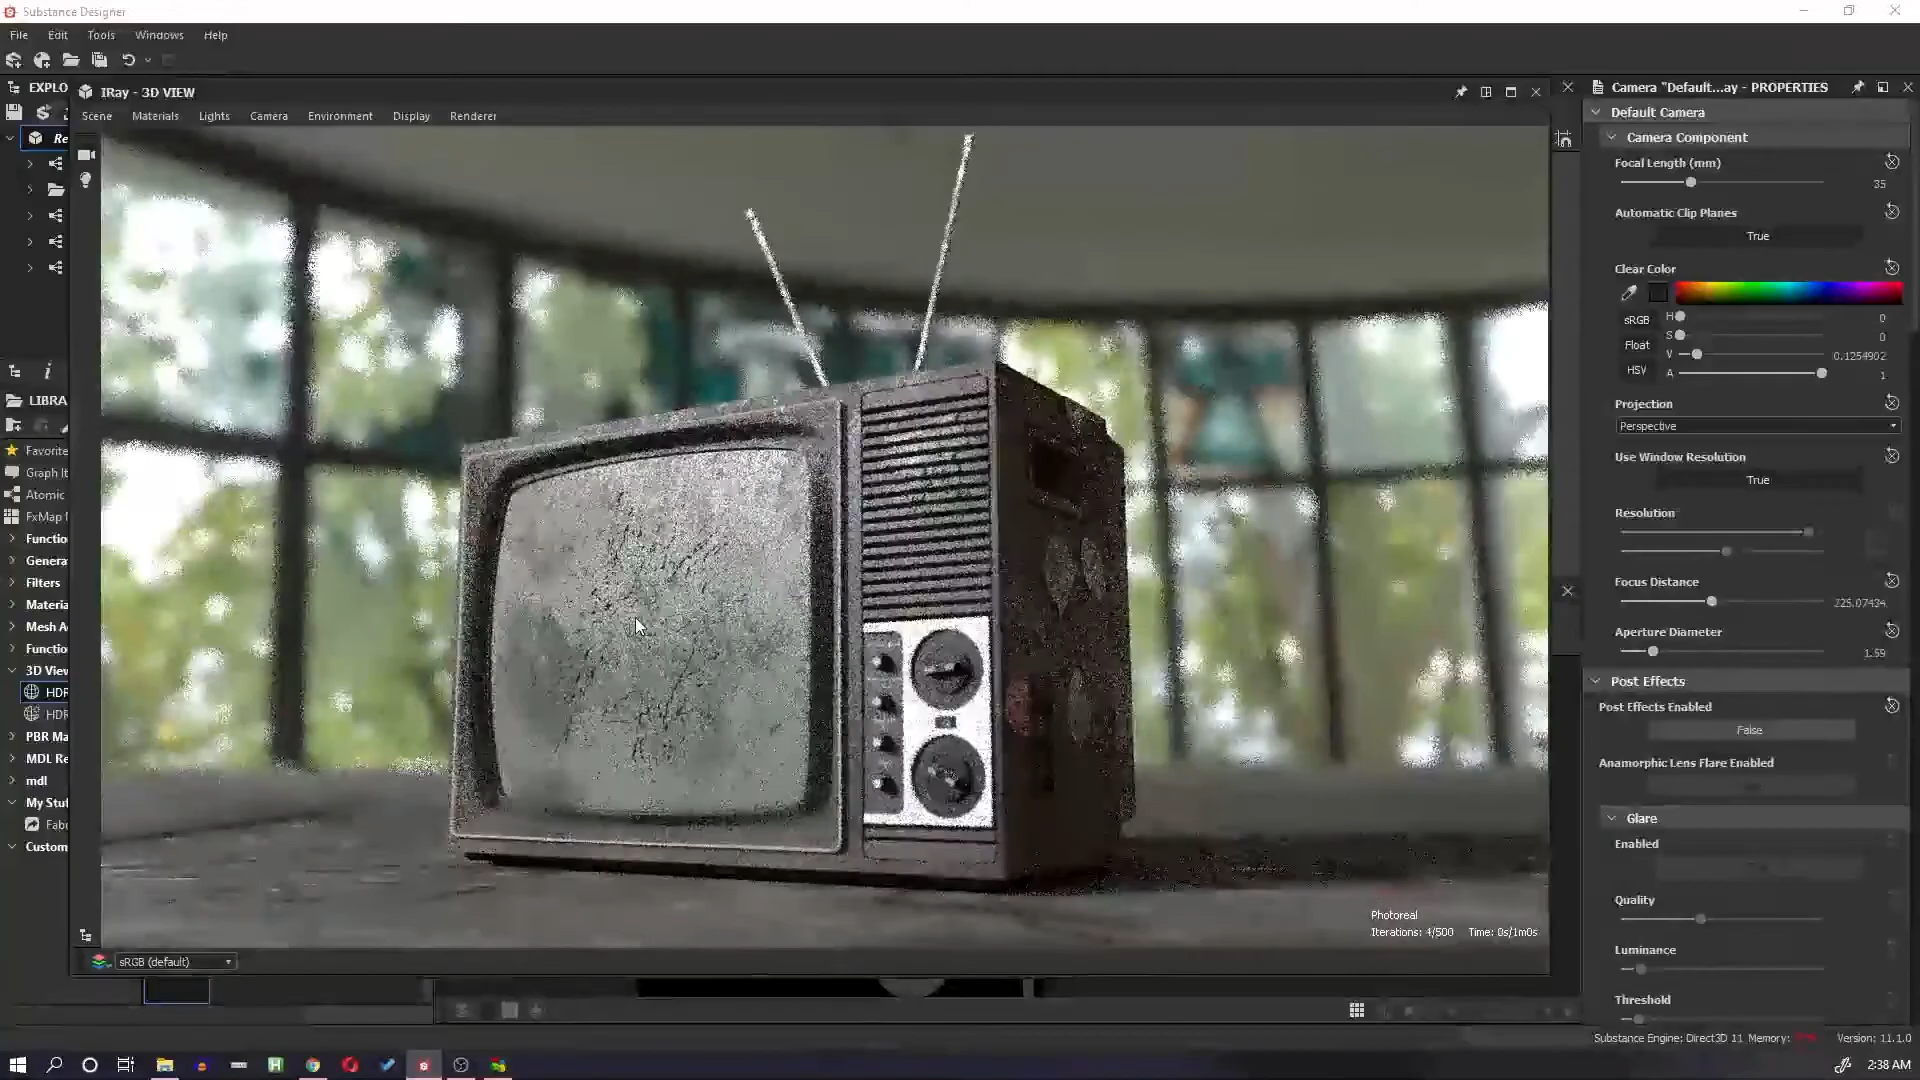 Substance Designer
File Edit Tools Windows Help
EXPLO
IRay - 3D VIEW
Camera "Default...ay - PROPERTIES
Scene Materials Lights Camera Environment Display Renderer
Default Camera
Re
Camera Component
Focal Length (mm)
35
Automatic Clip Planes
True
Clear Color
sRGB
H
0
S
0
Float
V
0.1254902
HSV
A
1
Projection
Perspective
Use Window Resolution
True
Resolution
Focus Distance
225.07434
Aperture Diameter
1.59
Post Effects
Post Effects Enabled
False
Anamorphic Lens Flare Enabled
Glare
Enabled
Quality
Luminance
Threshold
LIBRA
Favorite
Graph It
Atomic
FxMap
Functio
Genera
Filters
Materia
Mesh A
Functio
3D View
HDR
HDR
PBR Ma
MDL Re
mdl
My Stuf
Fab
Custom
Photoreal
Iterations: 4/500 Time: 0s/1m0s
sRGB (default)
Substance Engine: Direct3D 11 Memory:
Version: 11.1.0
2:38 AM